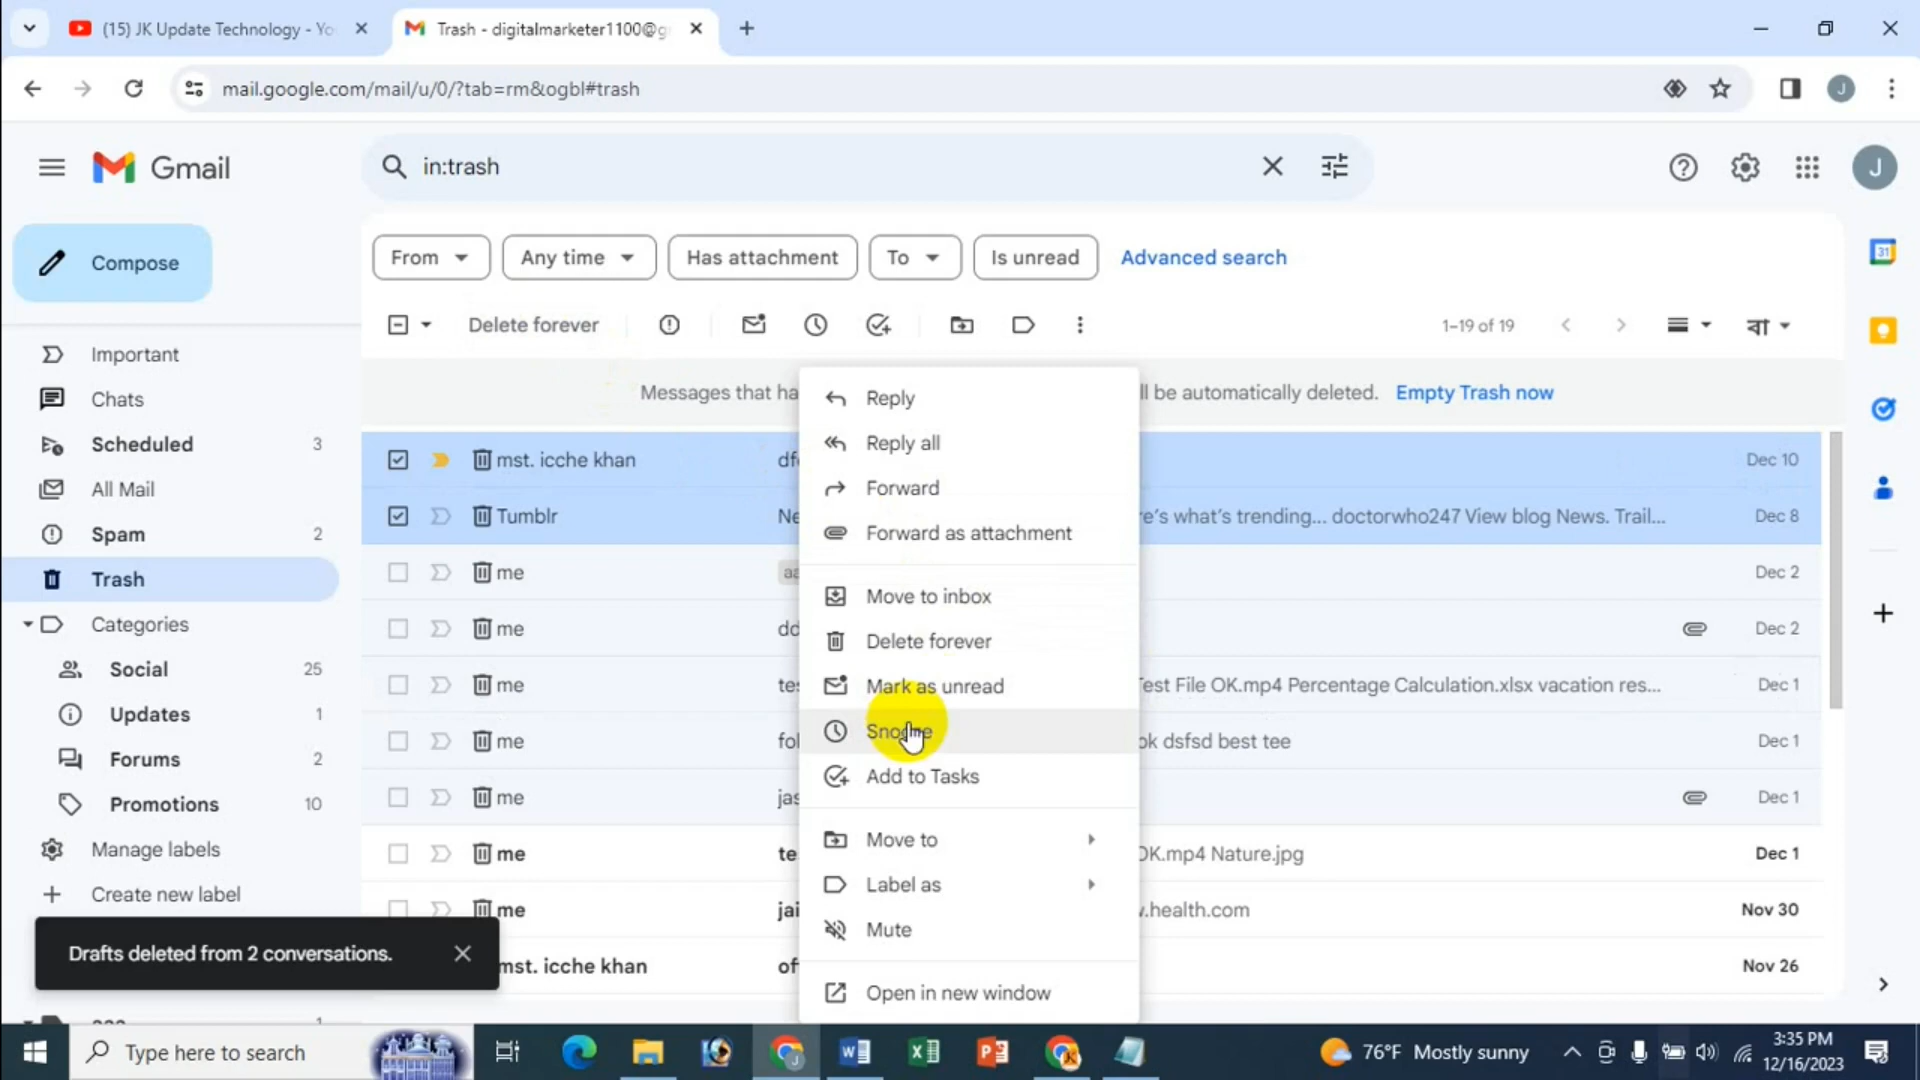 (15) JK Update Technology - Yo
Trash - digitalmarketer1100@g
mail.google.com/mail/u/0/?tab=rm&ogbl#trash
J
Gmail
in:trash
J
Compose
From
Any time
Has attachment
To
Is unread
Advanced search
31
Delete forever
1–19 of 19
বা
Important
Chats
Scheduled 3
All Mail
Spam 2
Trash
Categories
Social 25
Updates 1
Forums 2
Promotions 10
Manage labels
Create new label
Messages that ha
ll be automatically deleted. Empty Trash now
mst. icche khan
Dec 10
Tumblr
Ne
re's what's trending... doctorwho247 View blog News. Trail...
Dec 8
me
Dec 2
me
Dec 2
me
Test File OK.mp4 Percentage Calculation.xlsx vacation res...
Dec 1
me
ok dsfsd best tee
Dec 1
me
jas
Dec 1
me
te
OK.mp4 Nature.jpg
Dec 1
me
jai
.health.com
Nov 30
mst. icche khan
of
Nov 26
Reply
Reply all
Forward
Forward as attachment
Move to inbox
Delete forever
Mark as unread
Snooze
Add to Tasks
Move to
Label as
Mute
Open in new window
Drafts deleted from 2 conversations.
Type here to search
76°F Mostly sunny
3:35 PM
12/16/2023